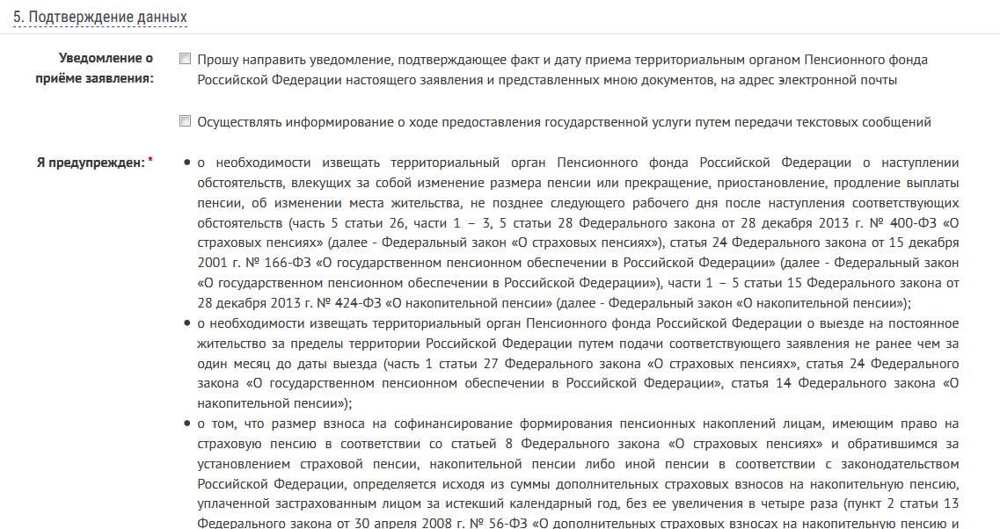 5. Подтверждение данных
Уведомление о
приёме заявления:
Прошу направить уведомление, подтверждающее факт и дату приема территориальным органом Пенсионного фонда
Российской Федерации настоящего заявления и представленных мною документов, на адрес электронной почты
Осуществлять информирование о ходе предоставления государственной услуги путем передачи текстовых сообщений
Я предупрежден: *
• о необходимости извещать территориальный орган Пенсионного фонда Российской Федерации о наступлении
обстоятельств, влекущих за собой изменение размера пенсии или прекращение, приостановление, продление выплаты
пенсии, об изменении места жительства, не позднее следующего рабочего дня после наступления соответствующих
обстоятельств (часть 5 статьи 26, части 1 – 3, 5 статьи 28 Федерального закона от 28 декабря 2013 г. № 400-ФЗ «О
страховых пенсиях» (далее - Федеральный закон «О страховых пенсиях»), статья 24 Федерального закона от 15 декабря
2001 г. № 166-ФЗ «О государственном пенсионном обеспечении в Российской Федерации» (далее - Федеральный закон
«О государственном пенсионном обеспечении в Российской Федерации»), части 1 – 5 статьи 15 Федерального закона от
28 декабря 2013 г. № 424-ФЗ «О накопительной пенсии» (далее - Федеральный закон «О накопительной пенсии»);
• о необходимости извещать территориальный орган Пенсионного фонда Российской Федерации о выезде на постоянное
жительство за пределы территории Российской Федерации путем подачи соответствующего заявления не ранее чем за
один месяц до даты выезда (часть 1 статьи 27 Федерального закона «О страховых пенсиях», статья 24 Федерального
закона «О государственном пенсионном обеспечении в Российской Федерации», статья 14 Федерального закона «О
накопительной пенсии»);
• о том, что размер взноса на софинансирование формирования пенсионных накоплений лицам, имеющим право на
страховую пенсию в соответствии со статьей 8 Федерального закона «О страховых пенсиях» и обратившимся за
установлением страховой пенсии, накопительной пенсии либо иной пенсии в соответствии с законодательством
Российской Федерации, определяется исходя из суммы дополнительных страховых взносов на накопительную пенсию,
уплаченной застрахованным лицом за истекший календарный год, без ее увеличения в четыре раза (пункт 2 статьи 13
Федерального закона от 30 апреля 2008 г. № 56-ФЗ «О дополнительных страховых взносах на накопительную пенсию и